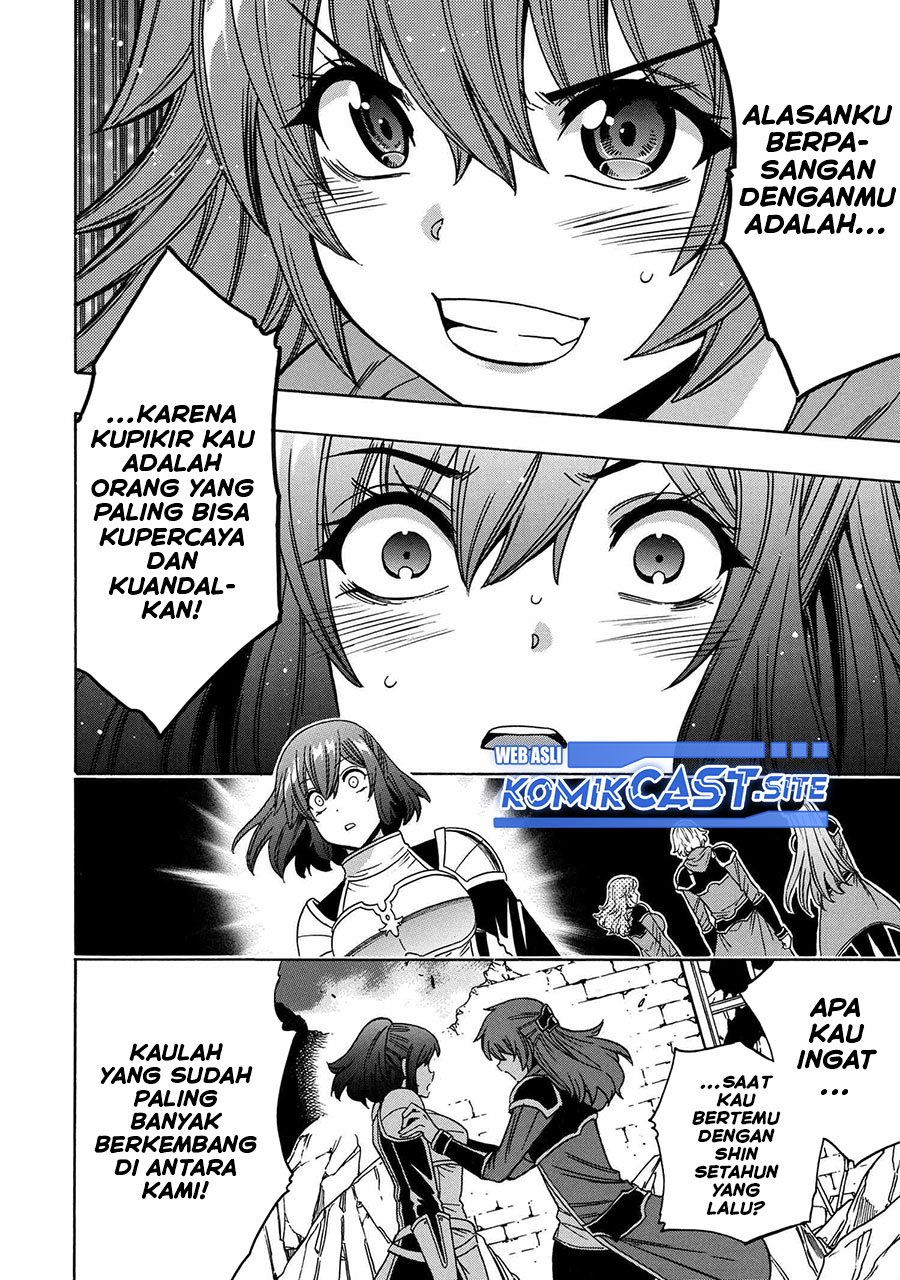 ALASANKU
BERPA-
SANGAN
DENGANMU
ADALAH...
...KARENA
KUPIKIR KAU
ADALAH
ORANG YANG
PALING BISA
KUPERCAYA
DAN
KUANDAL-
KAN!
WEB ASLI
KOMIKCAST.SITE
APA
KAU
INGAT
...
...SAAT
KAU
BERTEMU
DENGAN
SHIN
SETAHUN
YANG
LALU?
KAULAH
YANG SUDAH
PALING
BANYAK
BERKEMBANG
DI ANTARA
KAMI!